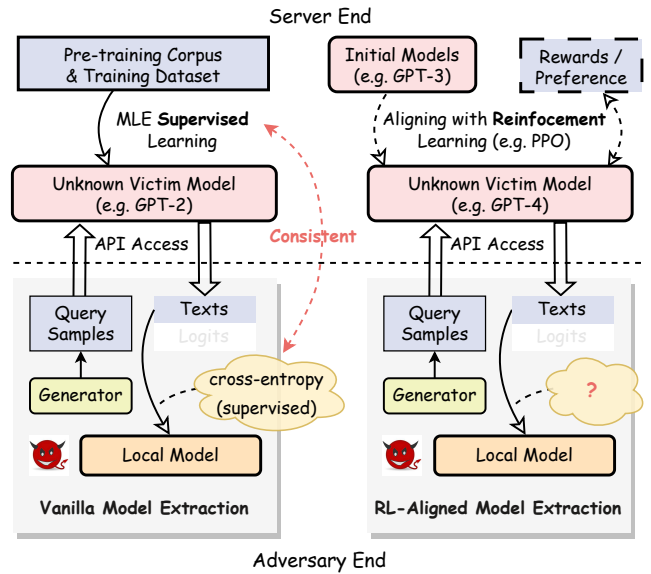 Server End
Pre-training Corpus
& Training Dataset
MLE Supervised
Learning
Unknown Victim Model
(e.g. GPT-2)
API Access
Consistent
Query
Samples
Texts
Logits
Generator
cross-entropy
(supervised)
Local Model
Vanilla Model Extraction
Initial Models
(e.g. GPT-3)
Rewards /
Preference
Aligning with Reinfocement
Learning (e.g. PPO)
Unknown Victim Model
(e.g. GPT-4)
API Access
Query
Samples
Texts
Logits
Generator
?
Local Model
RL-Aligned Model Extraction
Adversary End